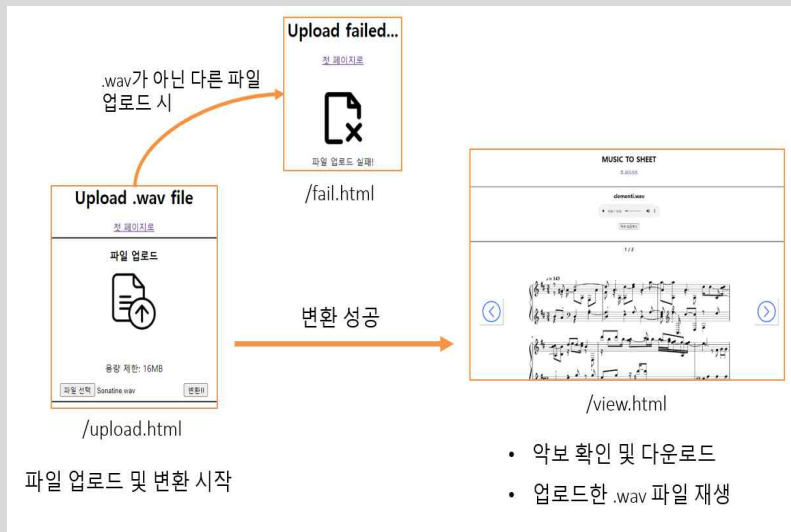 Upload failed...
첫 페이지로
파일 업로드 실패!
/fail.html
.wav가 아닌 다른 파일
업로드 시
Upload .wav file
첫 페이지로
파일 업로드
용량 제한: 16MB
파일 선택 Sonatine.wav 변환!!
/upload.html
파일 업로드 및 변환 시작
변환 성공
MUSIC TO SHEET
clementi.wav
1 / 3
/view.html
• 악보 확인 및 다운로드
• 업로드한 .wav 파일 재생